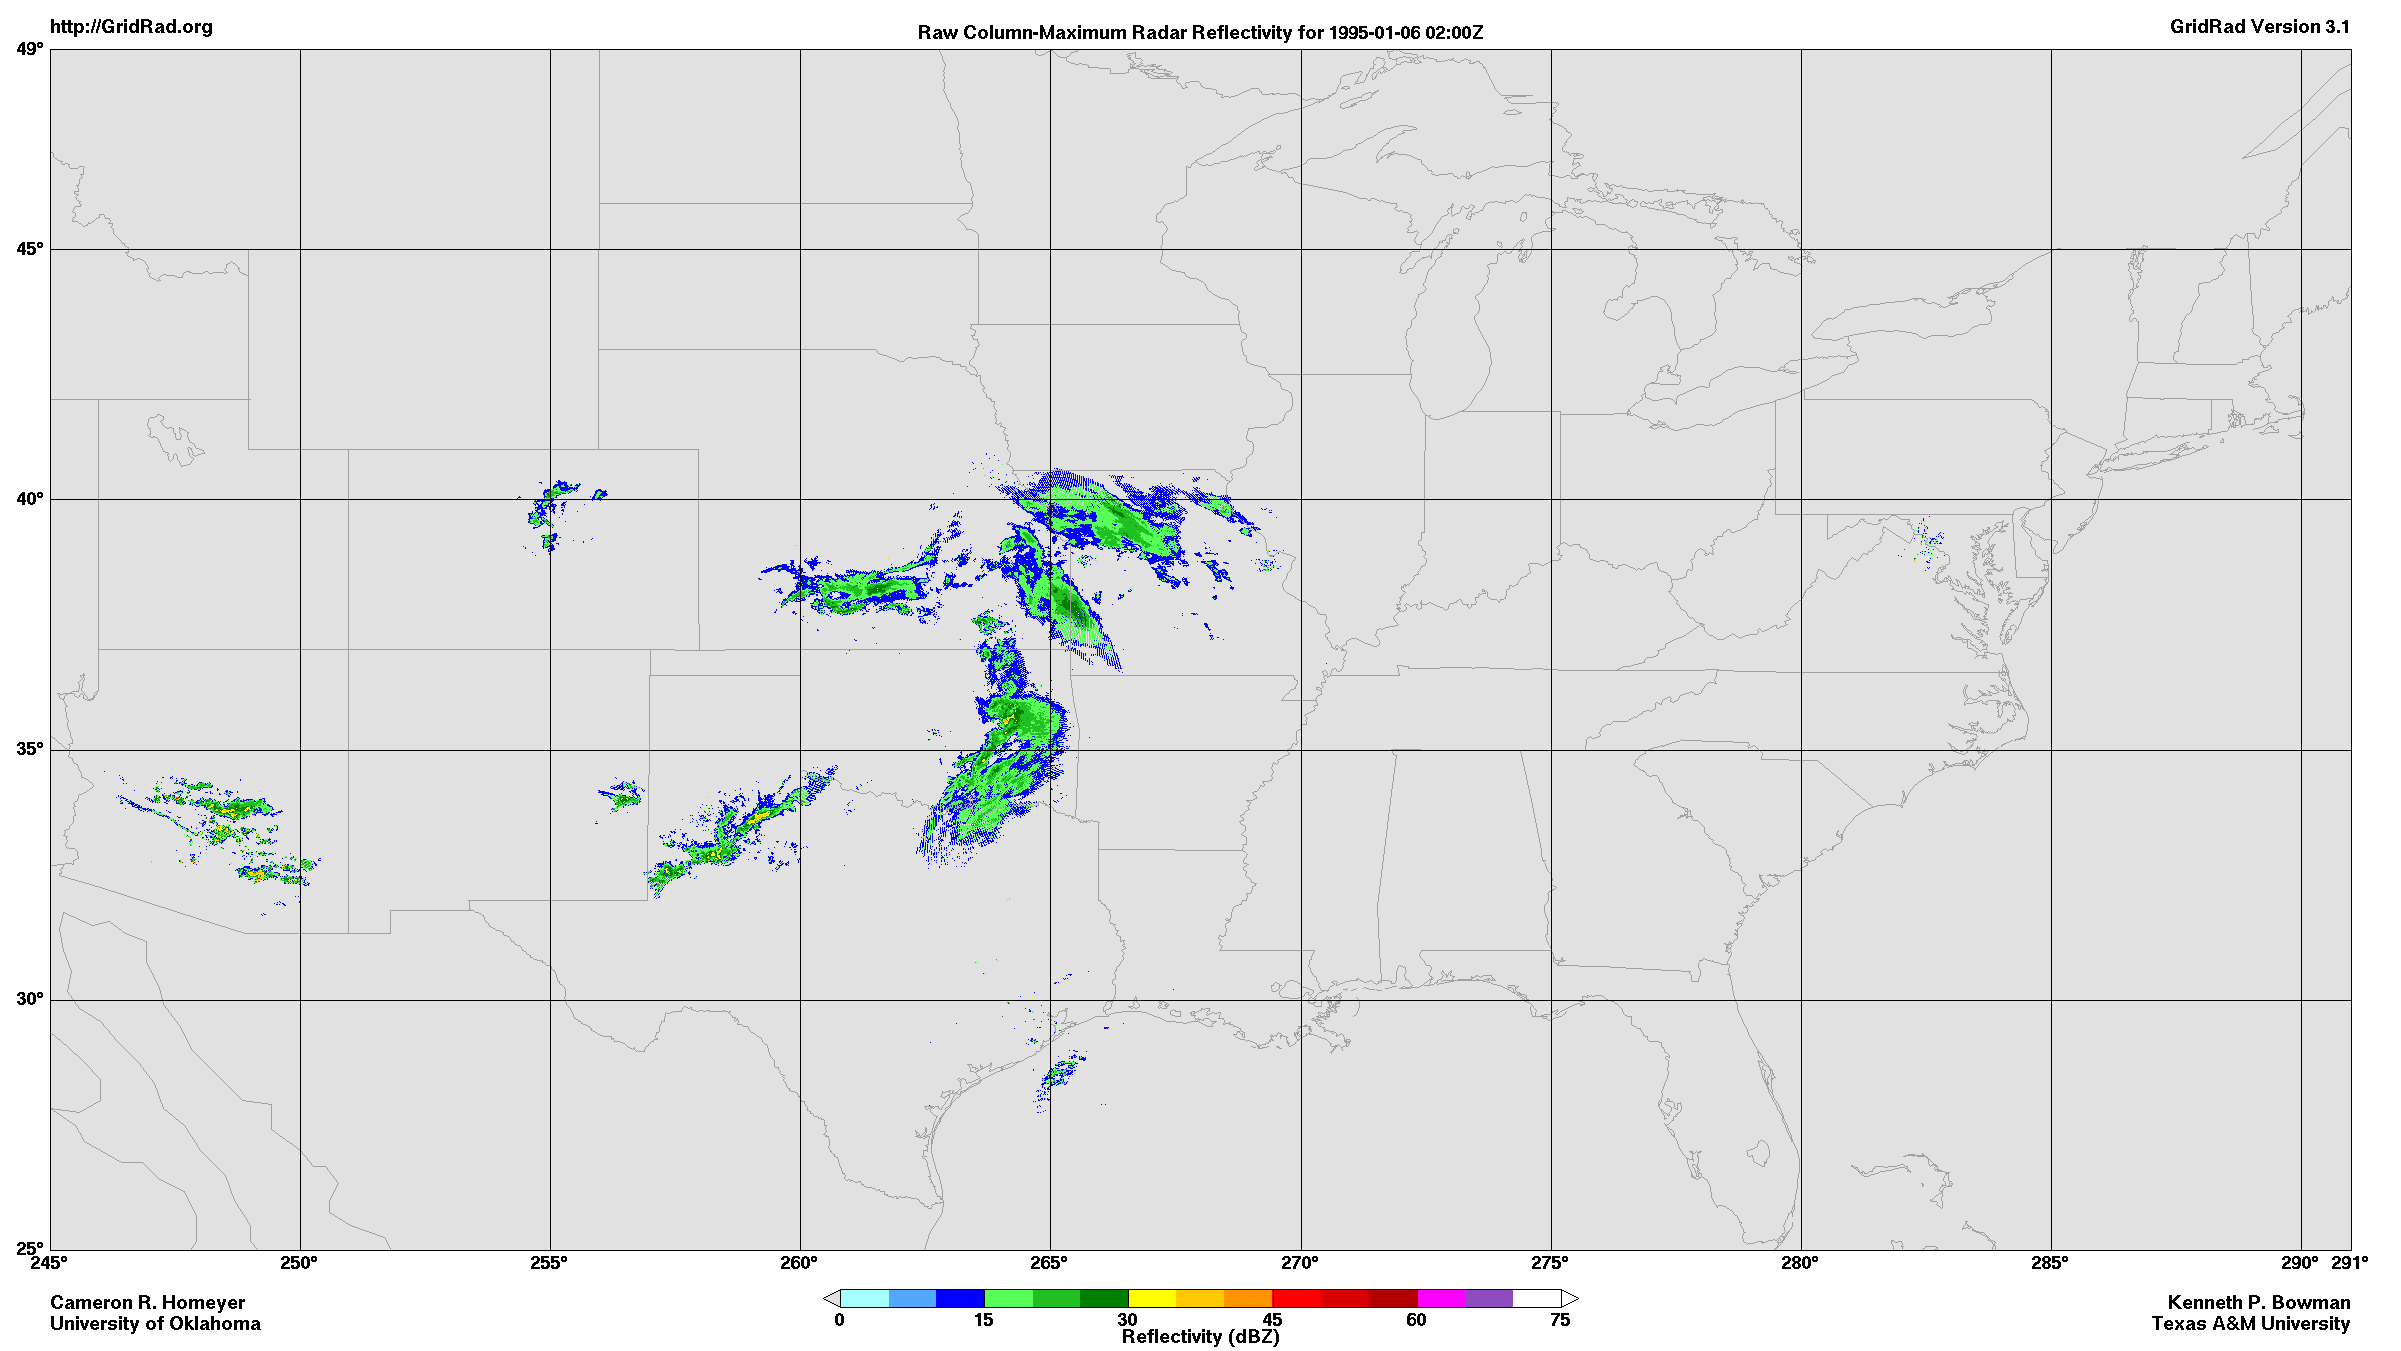 http://GridRad.org
Raw Column-Maximum Radar Reflectivity for 1995-01-06 02:00Z
GridRad Version 3.1
49°
45°
40°
35°
30°
25°
245° 250° 255° 260° 265° 270° 275° 280° 285° 290° 291°
0 15 30 45 60 75
Reflectivity (dBZ)
Cameron R. Homeyer
University of Oklahoma
Kenneth P. Bowman
Texas A&M University